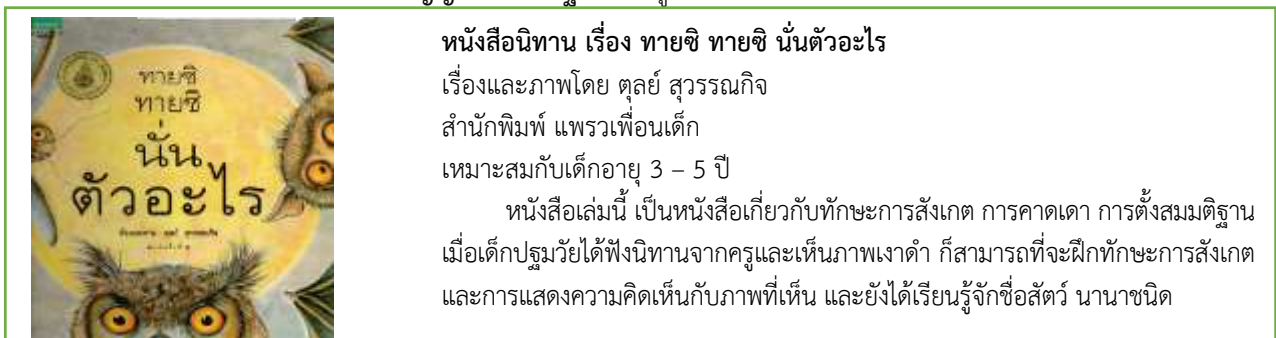 หนังสือนิทาน เรื่อง ทายซิ ทายซิ นั่นตัวอะไร
เรื่องและภาพโดย ตุลย์ สุวรรณกิจ
สำนักพิมพ์ แพรวเพื่อนเด็ก
เหมาะสมกับเด็กอายุ 3 – 5 ปี
หนังสือเล่มนี้ เป็นหนังสือเกี่ยวกับทักษะการสังเกต การคาดเดา การตั้งสมมติฐาน
เมื่อเด็กปฐมวัยได้ฟังนิทานจากครูและเห็นภาพเงาดำ ก็สามารถที่จะฝึกทักษะการสังเกต
และการแสดงความคิดเห็นกับภาพที่เห็น และยังได้เรียนรู้จักชื่อสัตว์ นานาชนิด
ทายซิ
ทายซิ
นั่น
ตัวอะไร